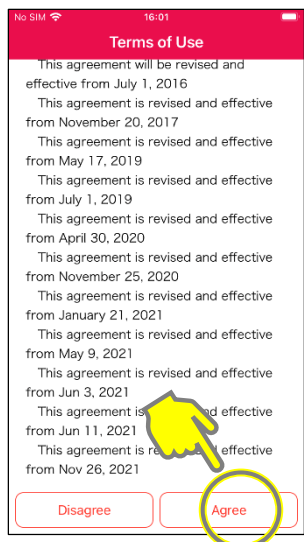 No SIM 16:01
Terms of Use
This agreement will be revised and
effective from July 1, 2016
This agreement is revised and effective
from November 20, 2017
This agreement is revised and effective
from May 17, 2019
This agreement is revised and effective
from July 1, 2019
This agreement is revised and effective
from April 30, 2020
This agreement is revised and effective
from November 25, 2020
This agreement is revised and effective
from January 21, 2021
This agreement is revised and effective
from May 9, 2021
This agreement is revised and effective
from Jun 3, 2021
This agreement is effective
from Jun 11, 2021
This agreement is effective
from Nov 26, 2021
Disagree Agree